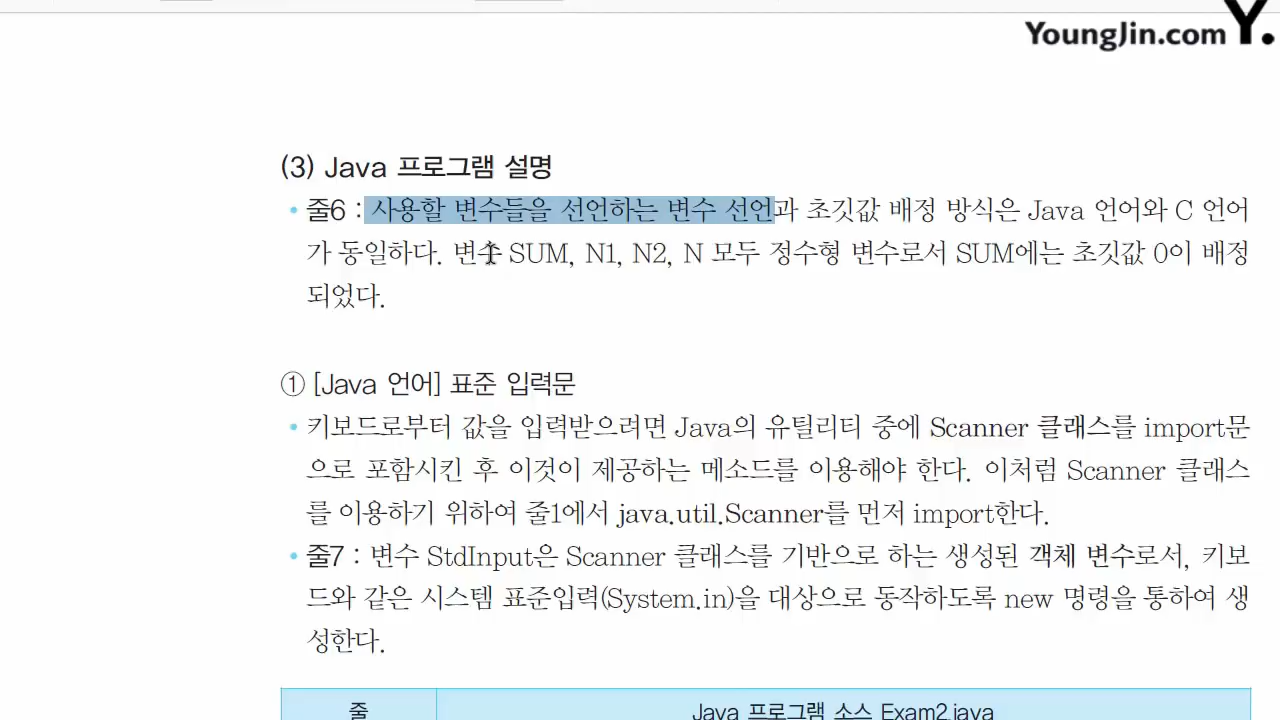 YoungJin.com Y.
(3) Java 프로그램 설명
• 줄6 : 사용할 변수들을 선언하는 변수 선언과 초깃값 배정 방식은 Java 언어와 C 언어
가 동일하다. 변수 SUM, N1, N2, N 모두 정수형 변수로서 SUM에는 초깃값 0이 배정
되었다.
① [Java 언어] 표준 입력문
• 키보드로부터 값을 입력받으려면 Java의 유틸리티 중에 Scanner 클래스를 import문
으로 포함시킨 후 이것이 제공하는 메소드를 이용해야 한다. 이처럼 Scanner 클래스
를 이용하기 위하여 줄1에서 java.util.Scanner를 먼저 import한다.
• 줄7 : 변수 StdInput은 Scanner 클래스를 기반으로 하는 생성된 객체 변수로서, 키보
드와 같은 시스템 표준입력(System.in)을 대상으로 동작하도록 new 명령을 통하여 생
성한다.
줄 Java 프로그램 소스 Exam2.java